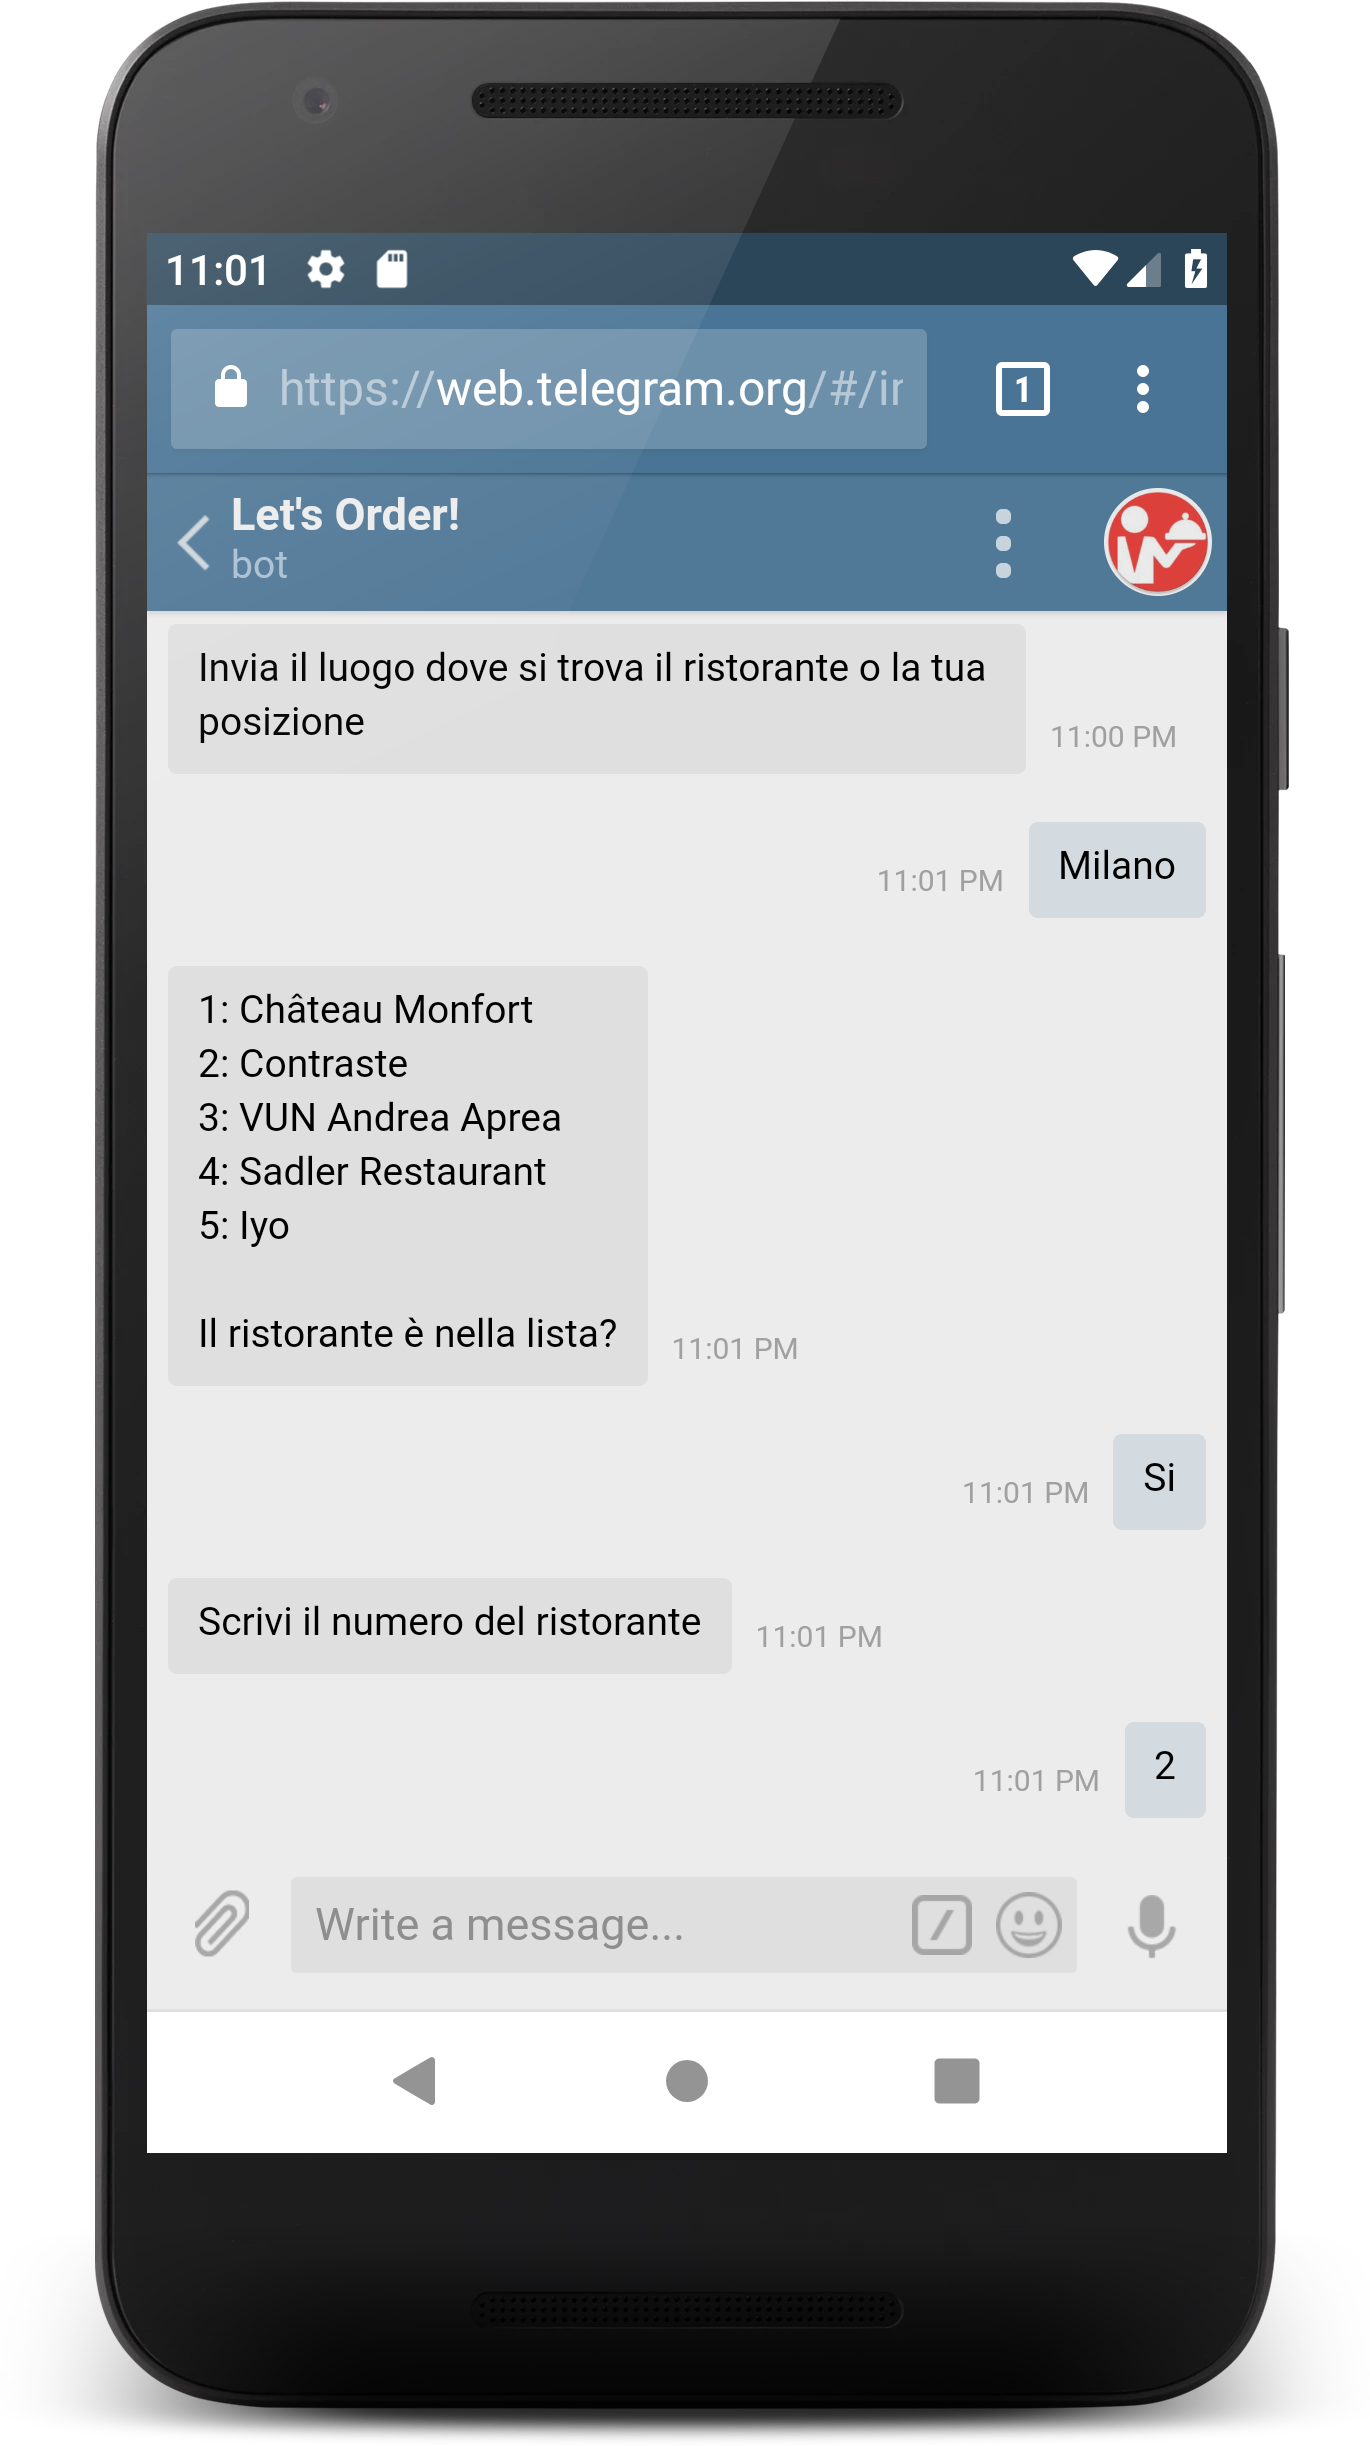 11:01
https://web.telegram.org/#/ir
1
Let's Order!
bot
Invia il luogo dove si trova il ristorante o la tua
posizione
11:00 PM
Milano
11:01 PM
1: Château Monfort
2: Contraste
3: VUN Andrea Aprea
4: Sadler Restaurant
5: Iyo
Il ristorante è nella lista?
11:01 PM
Si
11:01 PM
Scrivi il numero del ristorante
11:01 PM
2
11:01 PM
Write a message...